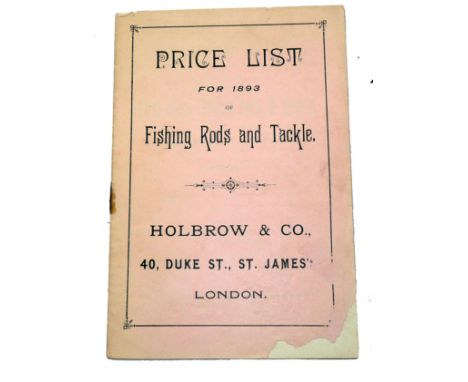 PRICE LIST
FOR 1893
OF
Fishing Rods and Tackle.
HOLBROW & CO.,
40, DUKE ST., ST. JAMES'
LONDON.